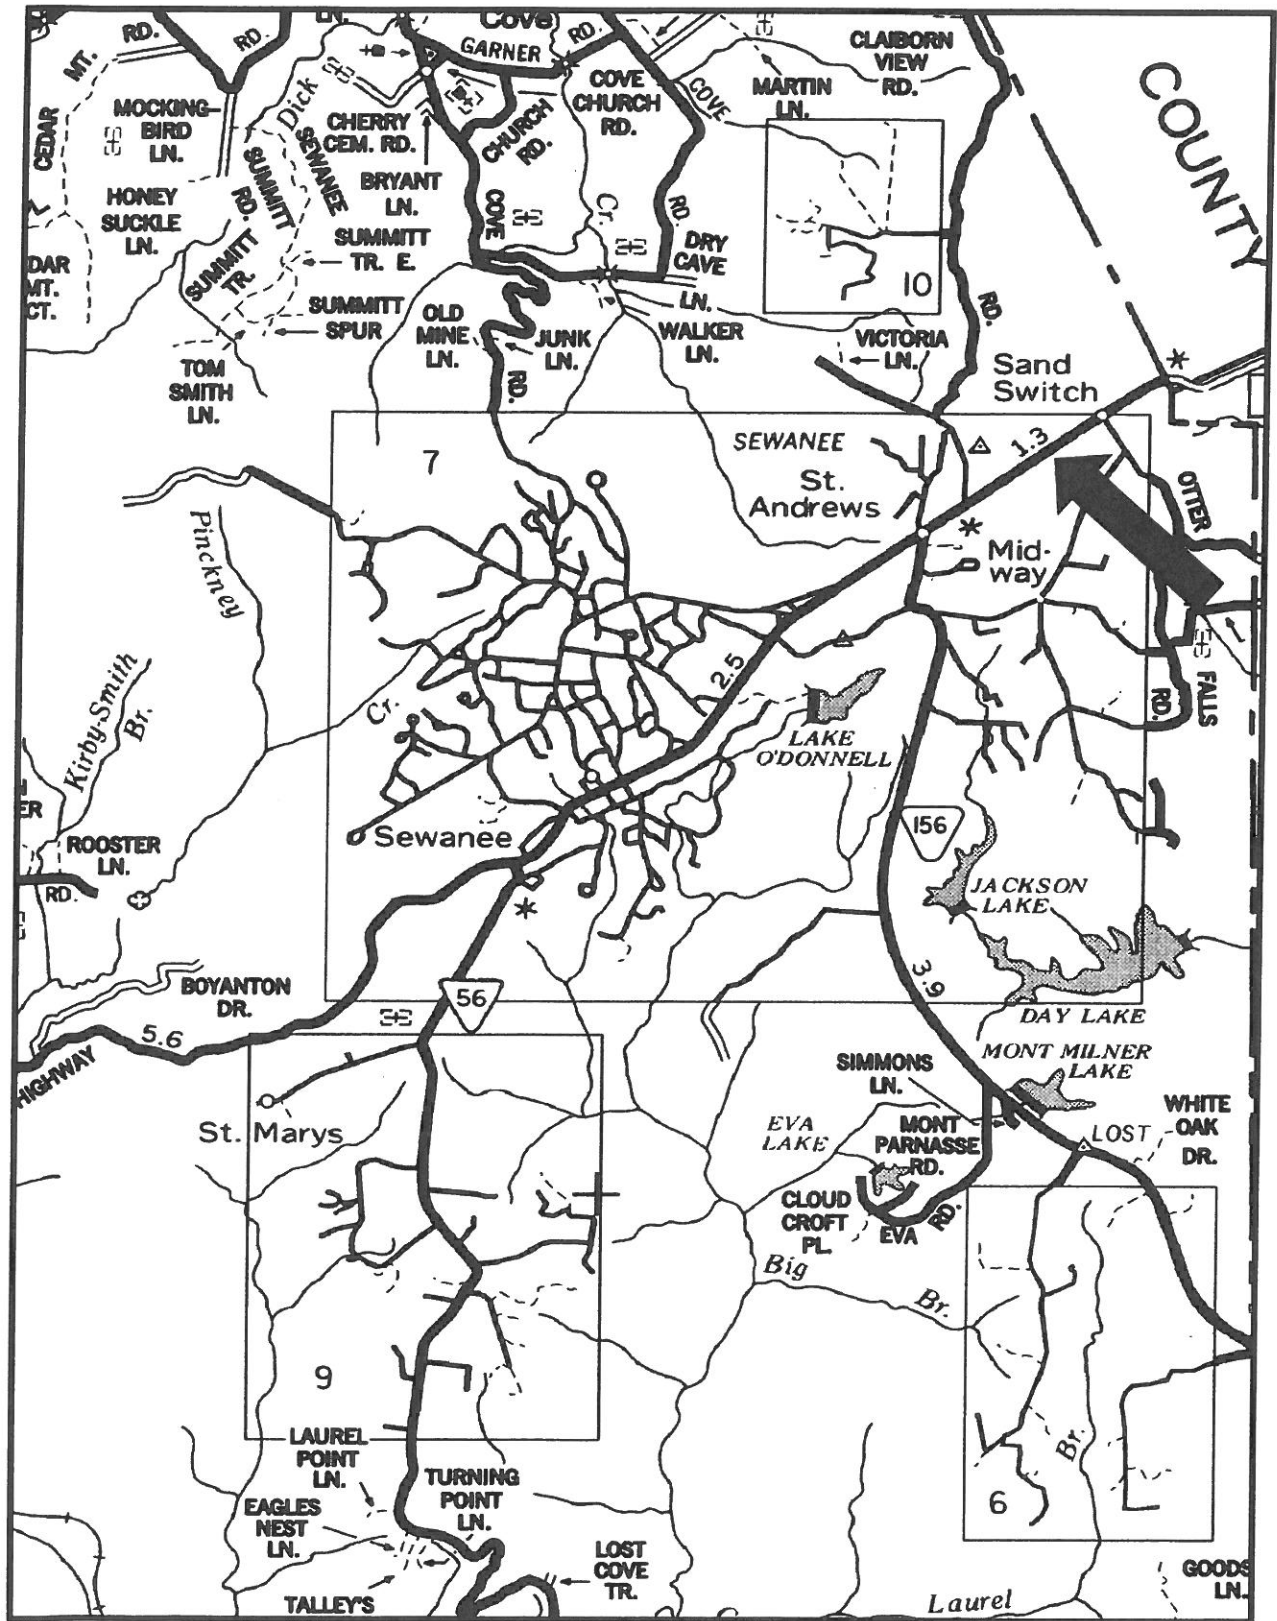 LN.
Cove
RD.
RD.
MT.
CEDAR
MOCKING-
BIRD
LN.
HONEY
SUCKLE
LN.
DAR
MT.
CT.
Dick
SEWANEE
SUMMITT
RD.
SUMMITT
TR.
CHERRY
CEM. RD.
BRYANT
LN.
SUMMITT
TR. E.
SUMMITT
SPUR
TOM
SMITH
LN.
GARNER
RD.
CHURCH
RD.
COVE
CHURCH
RD.
COVE
RD.
COVE
RD.
Cr.
DRY
CAVE
LN.
WALKER
LN.
OLD
MINE
LN.
JUNK
LN.
MARTIN
LN.
CLAIBORN
VIEW
RD.
COUNTY
10
RD.
VICTORIA
LN.
Sand
Switch
7
SEWANEE
St.
Andrews
1.3
Mid-
way
OTTER
FALLS
RD.
Pinckney
Cr.
Kirby-Smith
Br.
ER
ROOSTER
LN.
RD.
2.5
LAKE
O'DONNELL
Sewanee
156
JACKSON
LAKE
3.9
DAY LAKE
BOYANTON
DR.
5.6
HIGHWAY
56
St. Marys
MONT MILNER
LAKE
SIMMONS
LN.
MONT
PARNASSE
RD.
EVA
LAKE
CLOUD
CROFT
PL.
EVA
RD.
LOST
WHITE
OAK
DR.
Big
Br.
Br.
9
6
LAUREL
POINT
LN.
EAGLES
NEST
LN.
TURNING
POINT
LN.
TALLEY'S
LOST
COVE
TR.
Laurel
GOODS
LN.